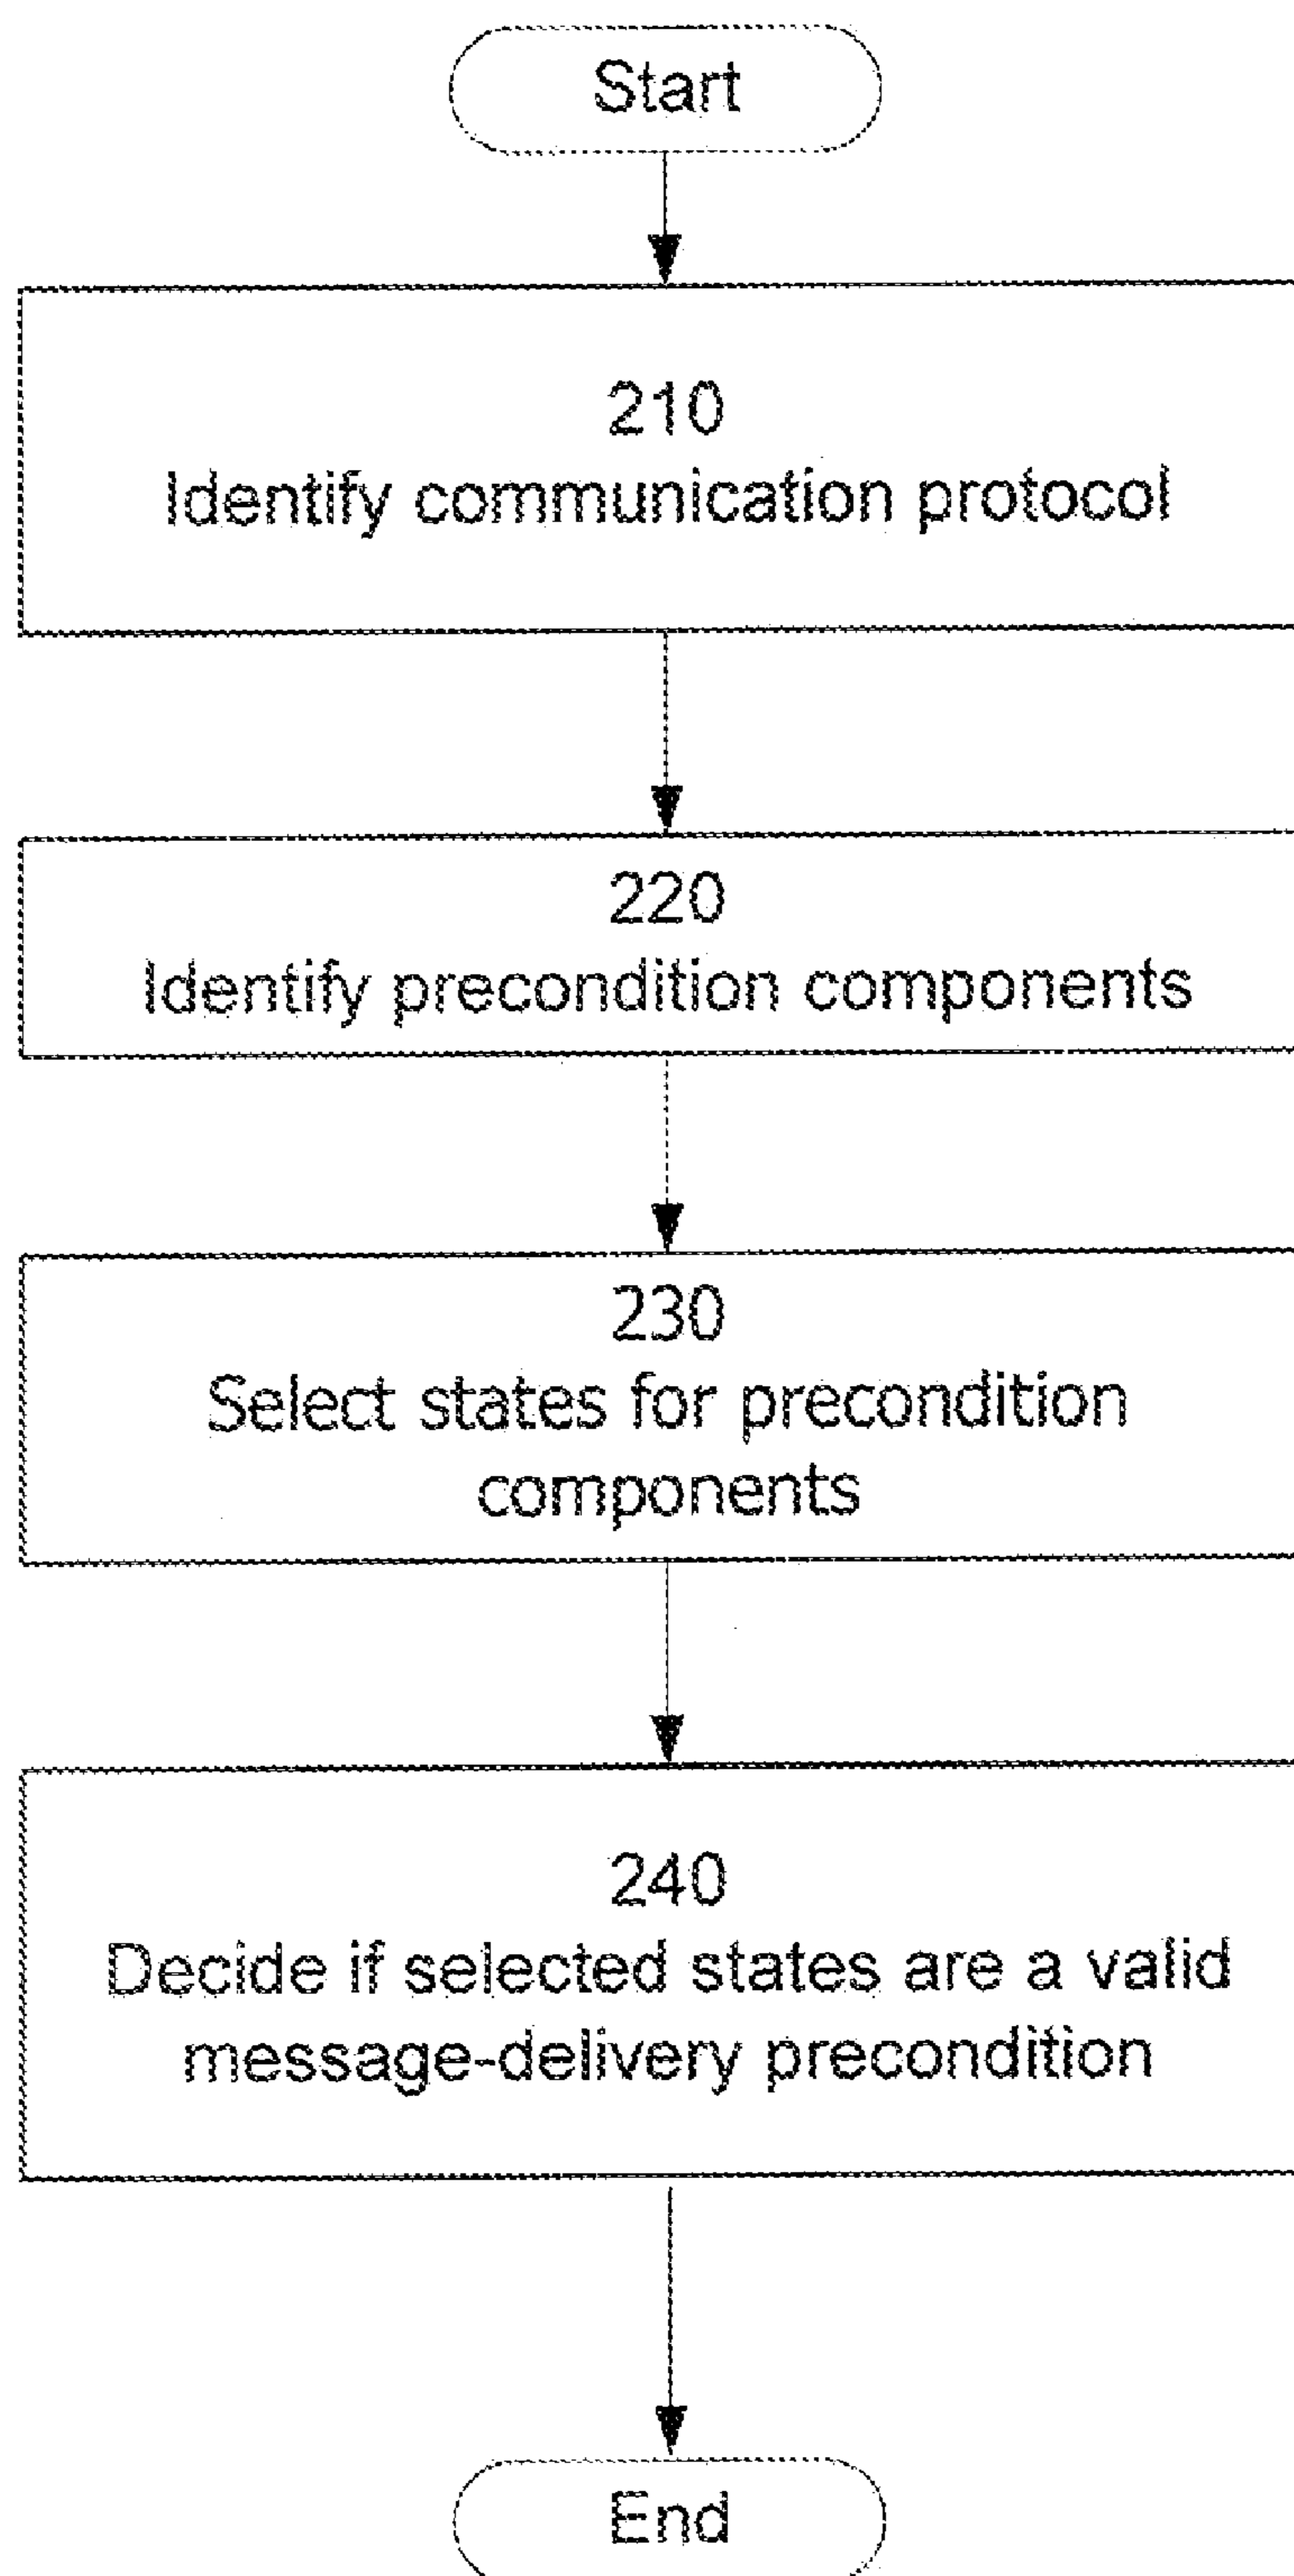 Start
210
Identify communication protocol
220
Identify precondition components
230
Select states for precondition
components
240
Decide if selected states are a valid
message-delivery precondition
End